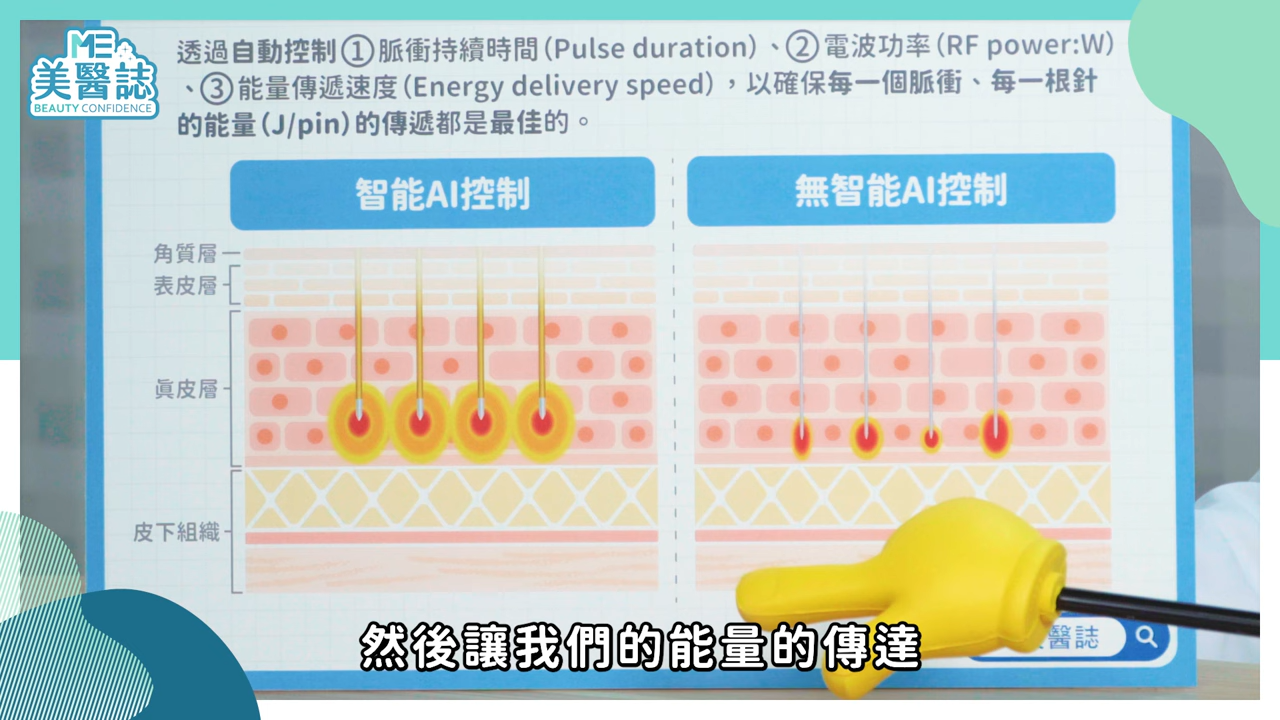 ME
美醫誌
BEAUTY CONFIDENCE
透過自動控制①脈衝持續時間(Pulse duration)、②電波功率(RF power:W)
、③能量傳遞速度(Energy delivery speed),以確保每一個脈衝、每一根針
的能量(J/pin)的傳遞都是最佳的。
智能AI控制
無智能AI控制
角質層
表皮層
眞皮層
皮下組織
醫誌
然後讓我們的能量的傳達